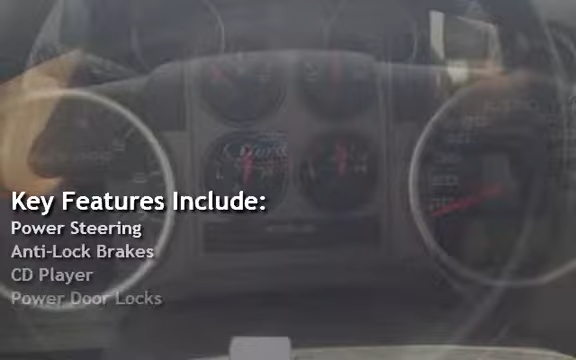 Key Features Include:
Power Steering
Anti-Lock Brakes
CD Player
Power Door Locks